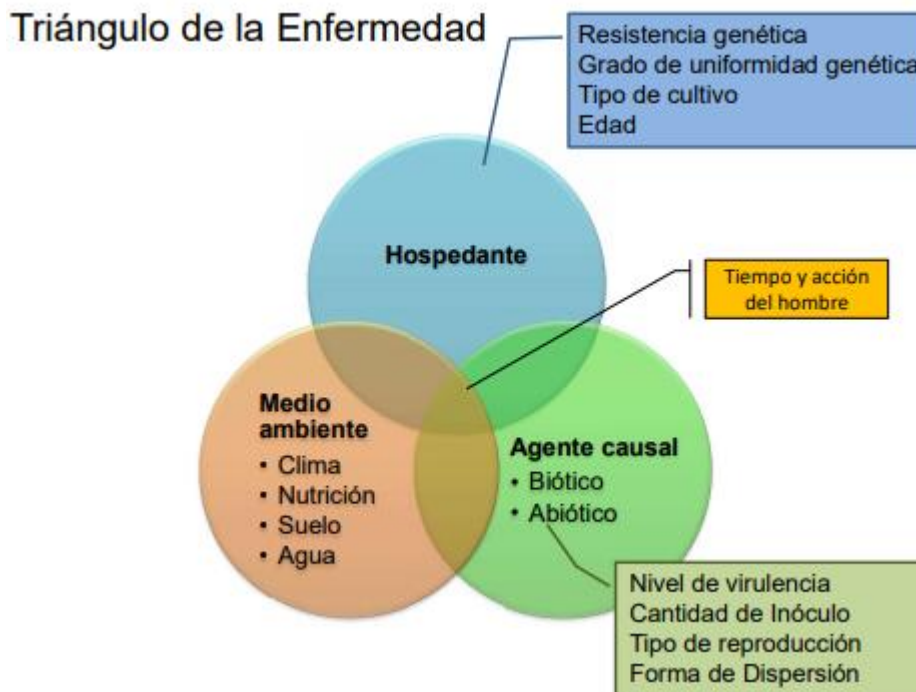 Triángulo de la Enfermedad
Resistencia genética
Grado de uniformidad genética
Tipo de cultivo
Edad
Hospedante
Tiempo y acción
del hombre
Medio
ambiente
• Clima
• Nutrición
• Suelo
• Agua
Agente causal
• Biótico
• Abiótico
Nivel de virulencia
Cantidad de Inóculo
Tipo de reproducción
Forma de Dispersión